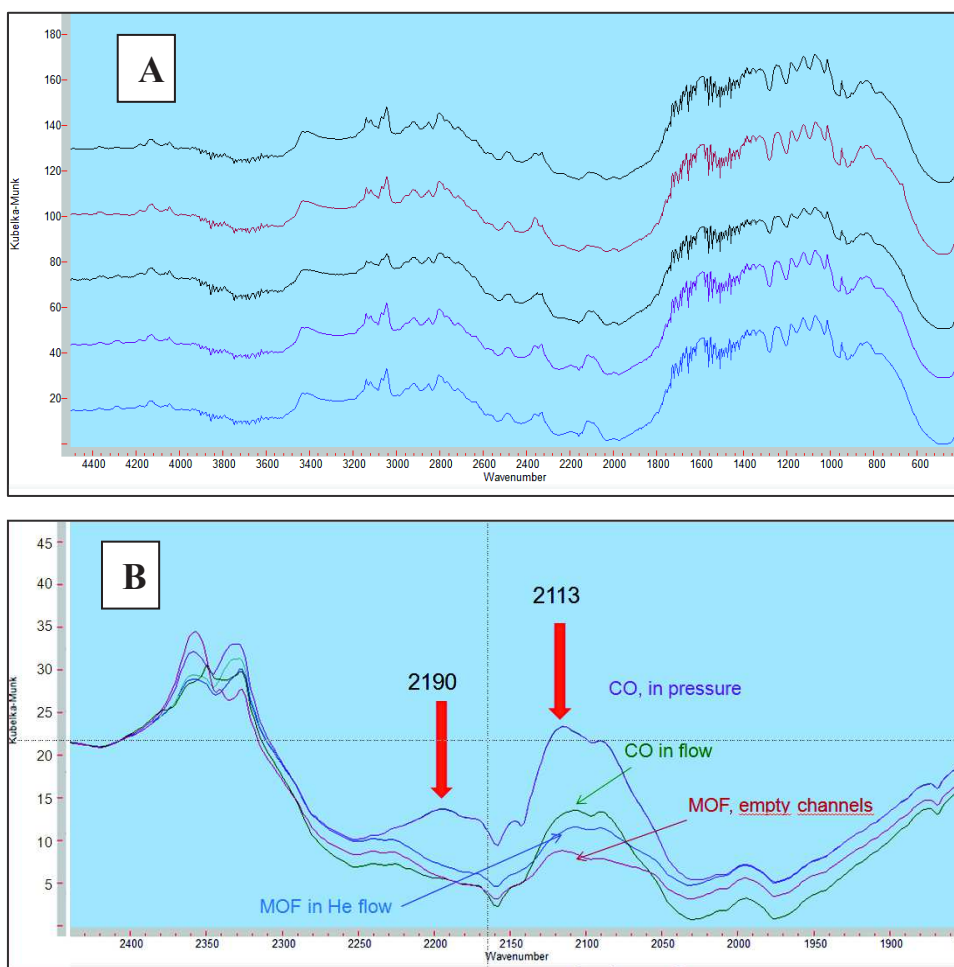 A
180
160
140
120
100
80
60
40
20
Kubelka-Munk
4400 4200 4000 3800 3600 3400 3200 3000 2800 2600 2400 2200 2000 1800 1600 1400 1200 1000 800 600
Wavenumber
B
45
40
35
30
25
20
15
10
5
Kubelka-Munk
2113
2190
CO, in pressure
CO in flow
MOF, empty channels
MOF in He flow
2400 2350 2300 2250 2200 2150 2100 2050 2000 1950 1900
Wavenumber